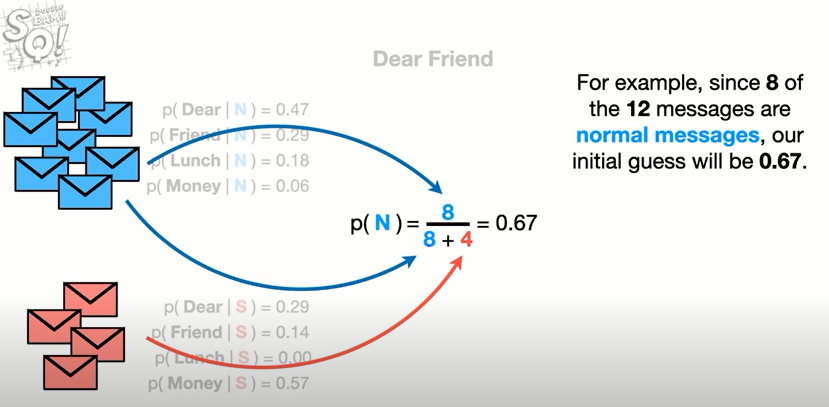 SQ!
Dear Friend
p( Dear | N ) = 0.47
p( Friend | N ) = 0.29
p( Lunch | N ) = 0.18
p( Money | N ) = 0.06
For example, since 8 of
the 12 messages are
normal messages, our
initial guess will be 0.67.
p( N ) = 8 / 8 + 4 = 0.67
p( Dear | S ) = 0.29
p( Friend | S ) = 0.14
p( Lunch | S ) = 0.00
p( Money | S ) = 0.57